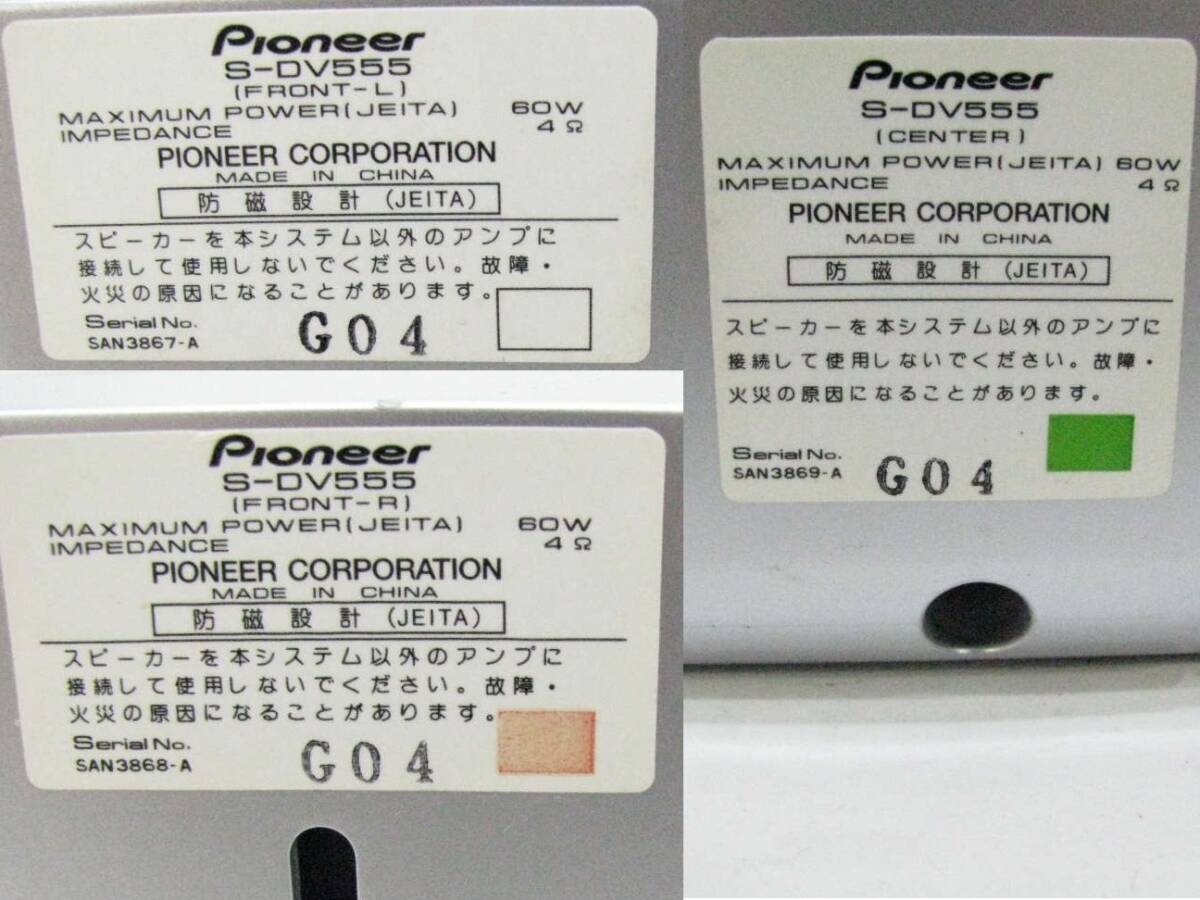 Pioneer
S-DV555
(FRONT-L)
MAXIMUM POWER(JEITA) 60W
IMPEDANCE 4Ω
PIONEER CORPORATION
MADE IN CHINA
防磁設計(JEITA)
スピーカーを本システム以外のアンプに
接続して使用しないでください。故障・
火災の原因になることがあります。
Serial No.
SAN3867-A
G04
Pioneer
S-DV555
(CENTER)
MAXIMUM POWER(JEITA) 60W
IMPEDANCE 4Ω
PIONEER CORPORATION
MADE IN CHINA
防磁設計(JEITA)
スピーカーを本システム以外のアンプに
接続して使用しないでください。故障・
火災の原因になることがあります。
Serial No.
SAN3869-A
G04
Pioneer
S-DV555
(FRONT-R)
MAXIMUM POWER(JEITA) 60W
IMPEDANCE 4Ω
PIONEER CORPORATION
MADE IN CHINA
防磁設計(JEITA)
スピーカーを本システム以外のアンプに
接続して使用しないでください。故障・
火災の原因になることがあります。
Serial No.
SAN3868-A
G04